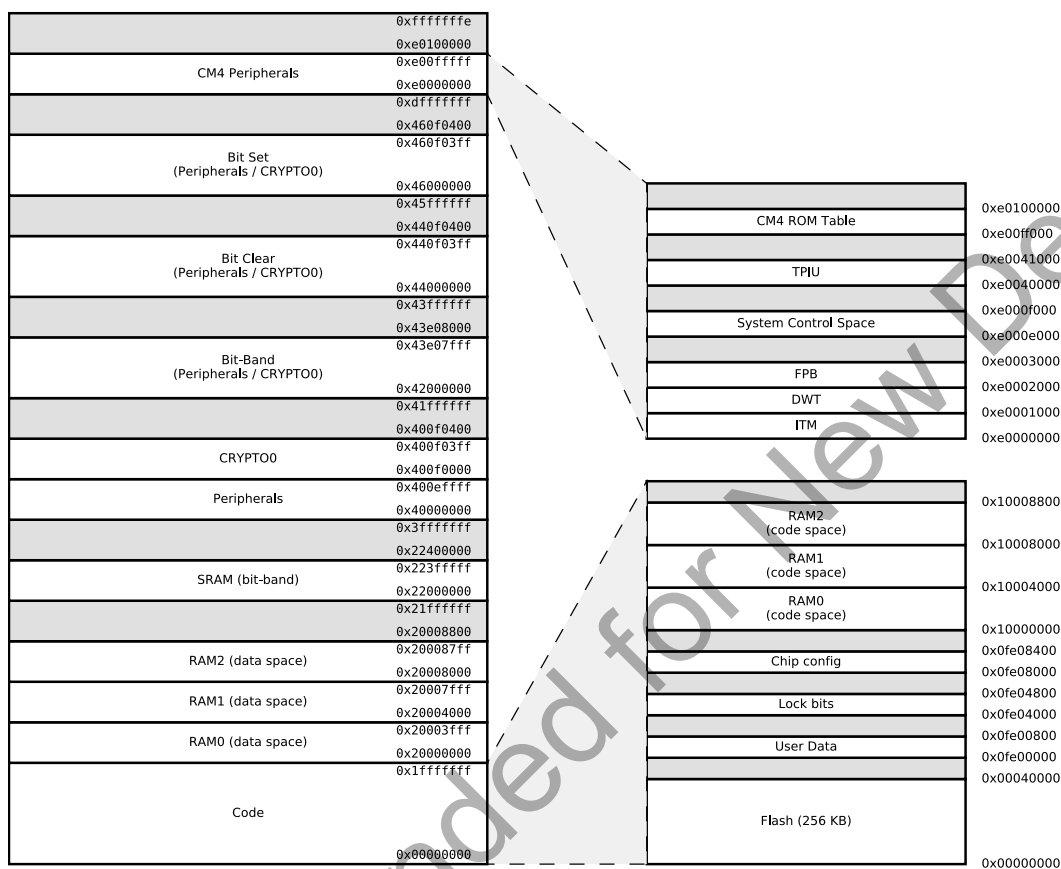 0xfffffffe
0xe0100000
0xe00fffff
CM4 Peripherals
0xe0000000
0xdfffffff
0x460f0400
0x460f03ff
Bit Set
(Peripherals / CRYPTO0)
0x46000000
0x45ffffff
0x440f0400
0x440f03ff
Bit Clear
(Peripherals / CRYPTO0)
0x44000000
0x43ffffff
0x43e08000
0x43e07fff
Bit-Band
(Peripherals / CRYPTO0)
0x42000000
0x41ffffff
0x400f0400
0x400f03ff
CRYPTO0
0x400f0000
0x400effff
Peripherals
0x40000000
0x3fffffff
0x22400000
0x223fffff
SRAM (bit-band)
0x22000000
0x21ffffff
0x20008800
0x200087ff
RAM2 (data space)
0x20008000
0x20007fff
RAM1 (data space)
0x20004000
0x20003fff
RAM0 (data space)
0x20000000
0x1fffffff
Code
0x00000000
0xe0100000
CM4 ROM Table
0xe00ff000
0xe0041000
TPIU
0xe0040000
0xe000f000
System Control Space
0xe000e000
0xe0003000
FPB
0xe0002000
DWT
0xe0001000
ITM
0xe0000000
0x10008800
RAM2
(code space)
0x10008000
RAM1
(code space)
0x10004000
RAM0
(code space)
0x10000000
0x0fe08400
Chip config
0x0fe08000
0x0fe04800
Lock bits
0x0fe04000
0x0fe00800
User Data
0x0fe00000
0x00040000
Flash (256 KB)
0x00000000
nded for New De